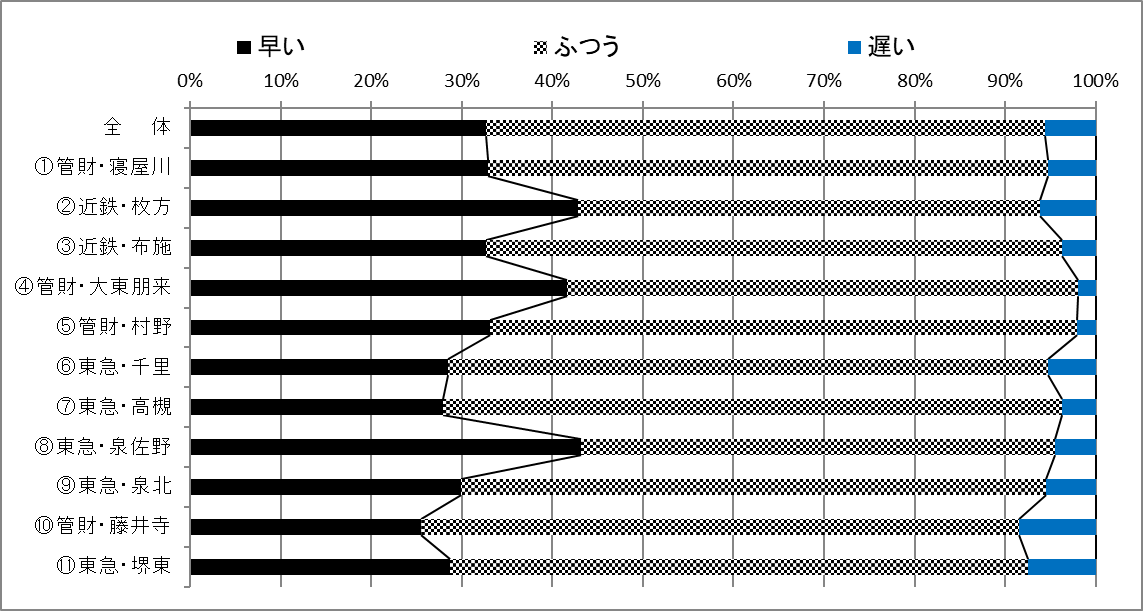 早い ふつう 遅い
0% 10% 20% 30% 40% 50% 60% 70% 80% 90% 100%
全 体
①管財・寝屋川
②近鉄・枚方
③近鉄・布施
④管財・大東朋来
⑤管財・村野
⑥東急・千里
⑦東急・高槻
⑧東急・泉佐野
⑨東急・泉北
⑩管財・藤井寺
⑪東急・堺東